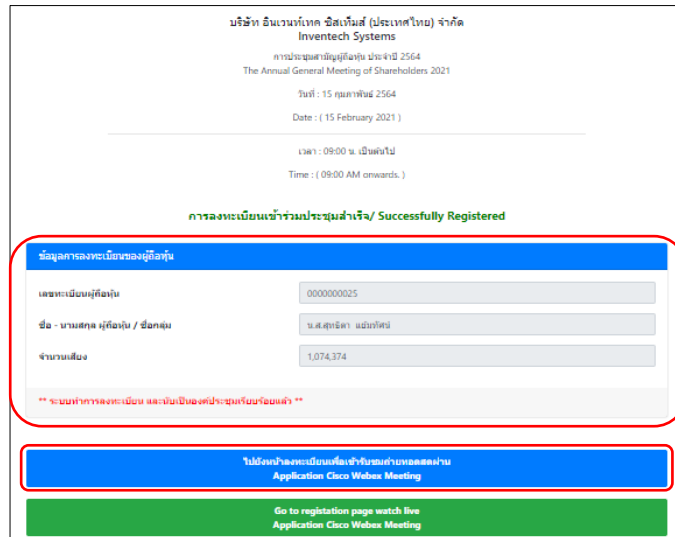 บริษัท อินเวนท์เทค ซิสเท็มส์ (ประเทศไทย) จำกัด
Inventech Systems
การประชุมสามัญผู้ถือหุ้น ประจำปี 2564
The Annual General Meeting of Shareholders 2021
วันที่ : 15 กุมภาพันธ์ 2564
Date : ( 15 February 2021 )
เวลา : 09:00 น. เป็นต้นไป
Time : ( 09:00 AM onwards. )
การลงทะเบียนเข้าร่วมประชุมสำเร็จ/ Successfully Registered
ข้อมูลการลงทะเบียนของผู้ถือหุ้น
เลขทะเบียนผู้ถือหุ้น 0000000025
ชื่อ - นามสกุล ผู้ถือหุ้น / ชื่อกลุ่ม น.ส.สุทธิตา แย้มทัศน์
จำนวนเสียง 1,074,374
** ระบบทำการลงทะเบียน และนับเป็นองค์ประชุมเรียบร้อยแล้ว **
ไปยังหน้าลงทะเบียนเพื่อเข้ารับชมถ่ายทอดสดผ่าน
Application Cisco Webex Meeting
Go to registation page watch live
Application Cisco Webex Meeting